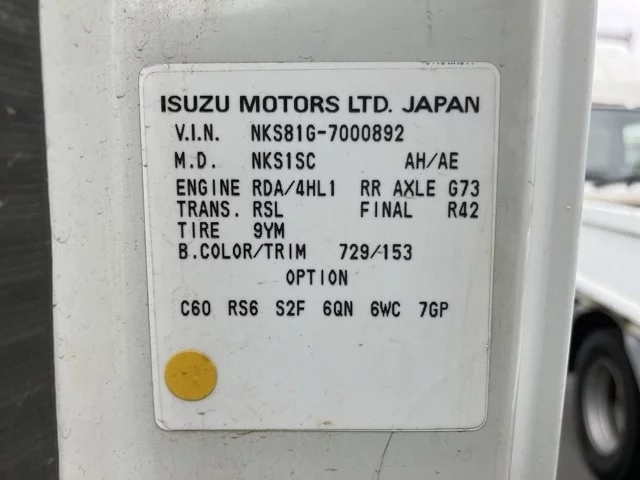 ISUZU MOTORS LTD. JAPAN
V.I.N. NKS81G-7000892
M.D. NKS1SC AH/AE
ENGINE RDA/4HL1 RR AXLE G73
TRANS. RSL FINAL R42
TIRE 9YM
B.COLOR/TRIM 729/153
OPTION
C60 RS6 S2F 6QN 6WC 7GP